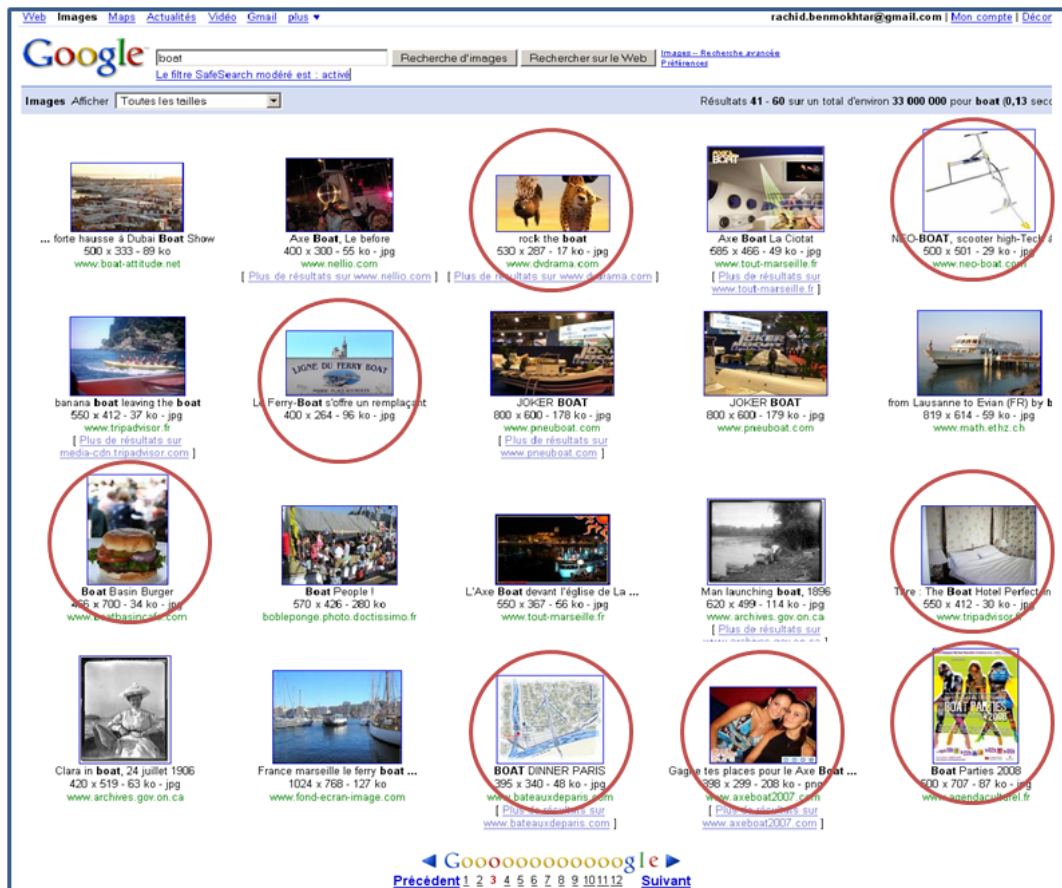 Web Images Maps Actualités Vidéo Gmail plus ▼ rachid.benmokhtar@gmail.com | Mon compte | Décor
Google boat Recherche d'images Rechercher sur le Web Images – Recherche avancée
Préférences
Le filtre SafeSearch modéré est : activé
Images Afficher Toutes les tailles Résultats 41 - 60 sur un total d'environ 33 000 000 pour boat (0,13 seco
... forte hausse à Dubai Boat Show
500 x 333 - 89 ko
www.boat-attitude.net
Axe Boat, Le before
400 x 300 - 55 ko - jpg
www.nellio.com
[ Plus de résultats sur www.nellio.com ]
rock the boat
530 x 287 - 17 ko - jpg
www.dvdrama.com
[ Plus de résultats sur www.dvdrama.com ]
AXE BOAT
Axe Boat La Ciotat
585 x 466 - 49 ko - jpg
www.tout-marseille.fr
[ Plus de résultats sur
www.tout-marseille.fr ]
NEO-BOAT, scooter high-Tech à
500 x 501 - 29 ko - jpg
www.neo-boat.com
banana boat leaving the boat
550 x 412 - 37 ko - jpg
www.tripadvisor.fr
[ Plus de résultats sur
media-cdn.tripadvisor.com ]
LIGNE DU FERRY BOAT
Le Ferry-Boat s'offre un remplaçant
400 x 264 - 96 ko - jpg
JOKER BOAT
JOKER BOAT
800 x 600 - 178 ko - jpg
www.pneuboat.com
[ Plus de résultats sur
www.pneuboat.com ]
JOKER BOAT
JOKER BOAT
800 x 600 - 179 ko - jpg
www.pneuboat.com
from Lausanne to Evian (FR) by b
819 x 614 - 59 ko - jpg
www.math.ethz.ch
Boat Basin Burger
466 x 700 - 34 ko - jpg
www.boatbasincafe.com
Boat People !
570 x 426 - 280 ko
bobleponge.photo.doctissimo.fr
L'Axe Boat devant l'église de La ...
550 x 367 - 56 ko - jpg
www.tout-marseille.fr
Man launching boat, 1896
620 x 499 - 114 ko - jpg
www.archives.gov.on.ca
[ Plus de résultats sur
www.archives.gov.on.ca ]
Titre : The Boat Hotel Perfect in
550 x 412 - 30 ko - jpg
www.tripadvisor.fr
Clara in boat, 24 juillet 1906
420 x 519 - 63 ko - jpg
www.archives.gov.on.ca
France marseille le ferry boat ...
1024 x 768 - 127 ko
www.fond-ecran-image.com
BOAT DINNER PARIS
395 x 340 - 48 ko - jpg
www.bateauxdeparis.com
[ Plus de résultats sur
www.bateauxdeparis.com ]
Gagne tes places pour le Axe Boat ...
398 x 299 - 208 ko - png
www.axeboat2007.com
[ Plus de résultats sur
www.axeboat2007.com ]
BOAT PARTIES
2008
Boat Parties 2008
500 x 707 - 87 ko - jpg
www.agendaculturel.fr
◄ Goooooooooooogle ►
Précédent 1 2 3 4 5 6 7 8 9 10 11 12 Suivant